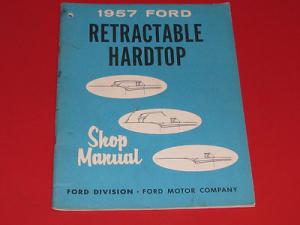 1957 FORD
RETRACTABLE
HARDTOP
Shop
Manual
FORD DIVISION • FORD MOTOR COMPANY